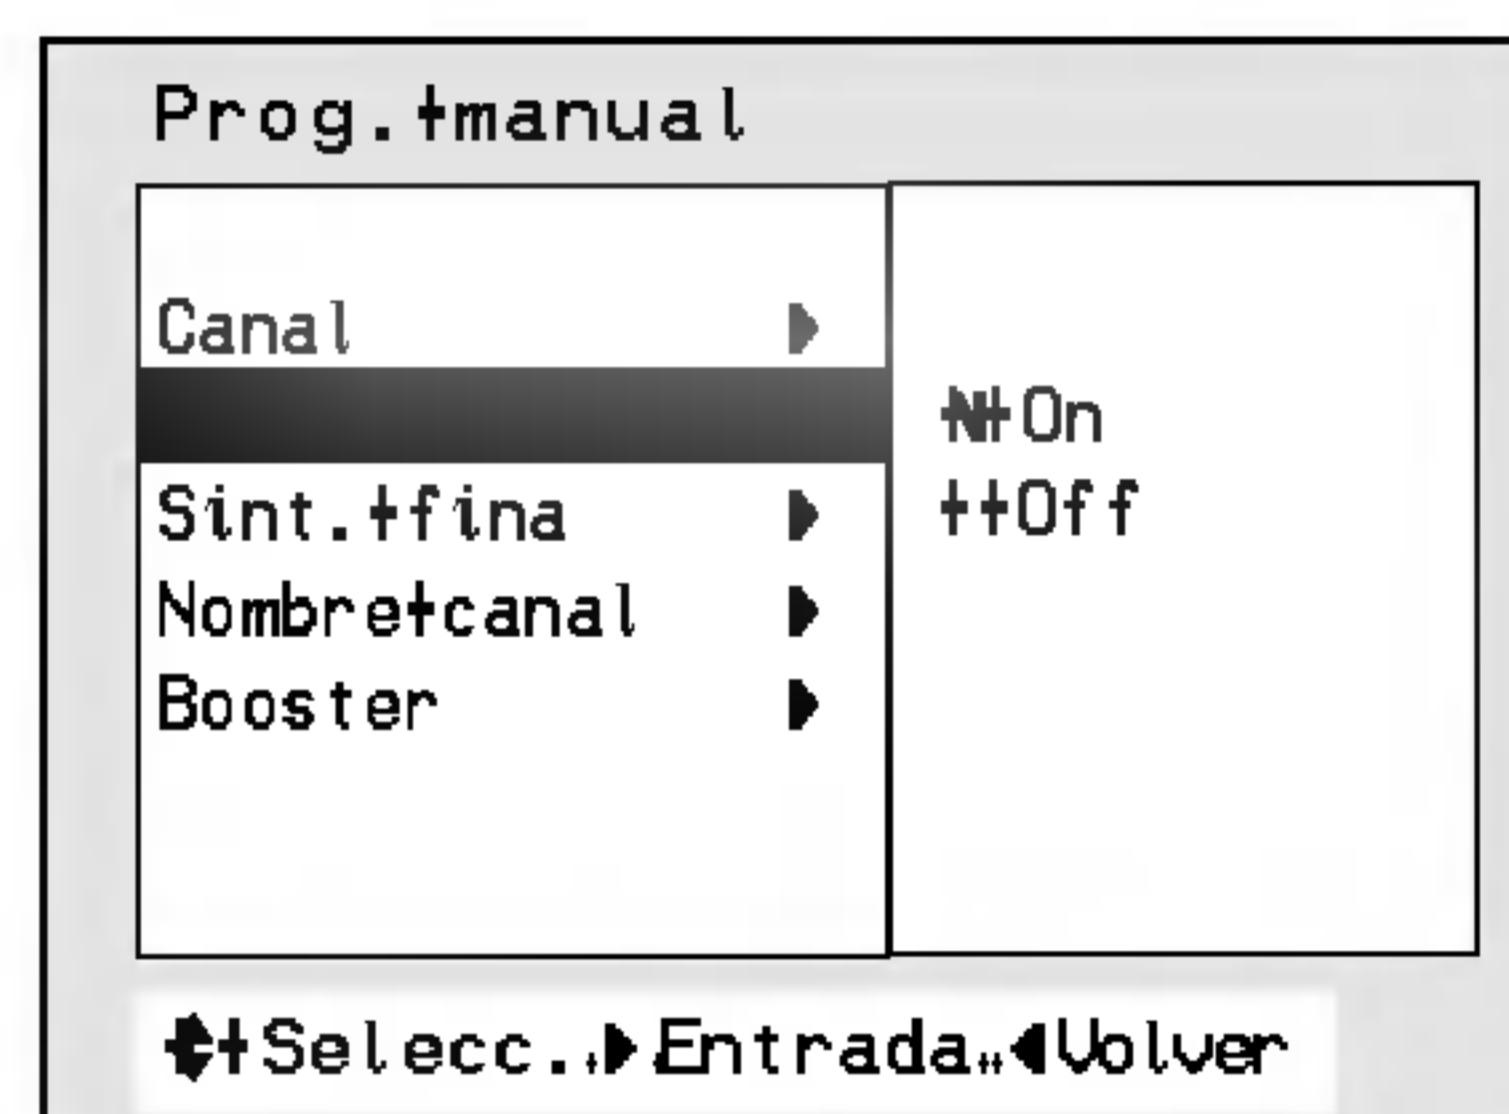 Prog. manual
Canal ▶
Sint. fina ▶
Nombre canal ▶
Booster ▶
On
Off
Selecc. ▶ Entrada ◀ Volver